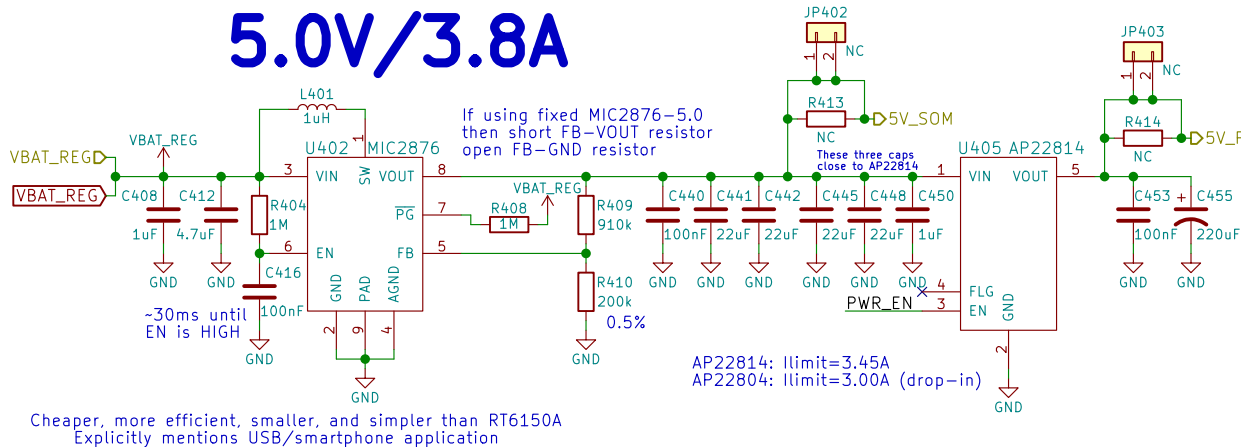 5.0V/3.8A
JP402
1
2
NC
JP403
1
2
NC
L401
1uH
If using fixed MIC2876-5.0
then short FB-VOUT resistor
open FB-GND resistor
R413
NC
5V_SOM
R414
NC
5V_F
VBAT_REG
VBAT_REG
VBAT_REG
C408
1uF
GND
C412
4.7uF
GND
R404
1M
C416
100nF
GND
~30ms until
EN is HIGH
U402 MIC2876
3 VIN
1 SW
VOUT 8
PG 7
6 EN
FB 5
GND
PAD
AGND
2
9
4
GND
VBAT_REG
R408
1M
R409
910k
R410
200k
0.5%
GND
These three caps
close to AP22814
C440
100nF
GND
C441
22uF
GND
C442
22uF
GND
C445
22uF
GND
C448
22uF
GND
C450
1uF
GND
U405 AP22814
1 VIN
VOUT 5
4 FLG
PWR_EN 3 EN
GND
2
GND
C453
100nF
GND
C455
+
220uF
GND
AP22814: Ilimit=3.45A
AP22804: Ilimit=3.00A (drop-in)
Cheaper, more efficient, smaller, and simpler than RT6150A
Explicitly mentions USB/smartphone application